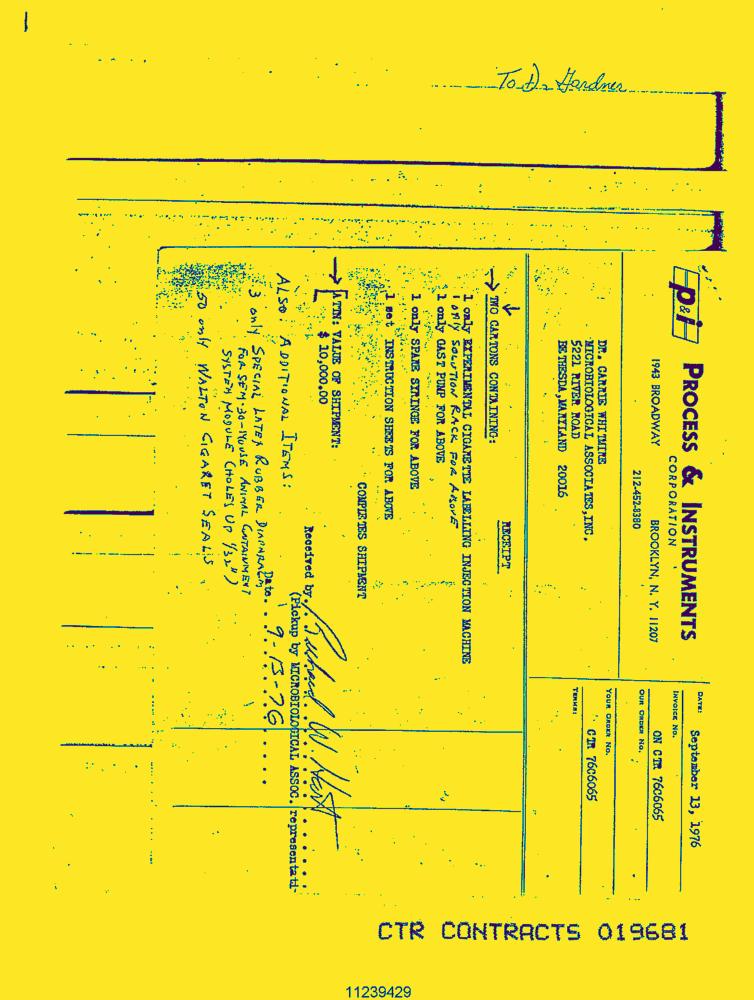 To Dr Gardner
p&i
PROCESS & INSTRUMENTS
CORPORATION
1943 BROADWAY BROOKLYN, N. Y. 11207
212-452-8380
DATE: September 13, 1976
INVOICE NO.
ON CTR 7606065
OUR ORDER NO.
YOUR ORDER NO.
CTR 7606065
TERMS:
DR. CARRIE WHITMIRE
MICROBIOLOGICAL ASSOCIATES, INC.
5221 RIVER ROAD
BETHESDA, MARYLAND 20016
RECEIPT
TWO CARTONS CONTAINING:
1 only EXPERIMENTAL CIGARETTE LABELLING INJECTION MACHINE
1 only SOLUTION RACK FOR ABOVE
1 only GAST PUMP FOR ABOVE
1 only SPARE SYRINGE FOR ABOVE
1 set INSTRUCTION SHEETS FOR ABOVE
COMPLETES SHIPMENT
ATTN: VALUE OF SHIPMENT:
$ 10,000.00
Received by
(Pickup by MICROBIOLOGICAL ASSOC. representati-
Date. 9-13-76
ALSO: ADDITIONAL ITEMS:
3 only SPECIAL LATEX RUBBER DIAPHRAGM
FOR SEM-30-MOUSE ANIMAL CONTAINMENT
SYSTEM MODULE (HOLES UP 1/32")
50 only WALTON CIGARET SEALS
CTR CONTRACTS 019681
11239429